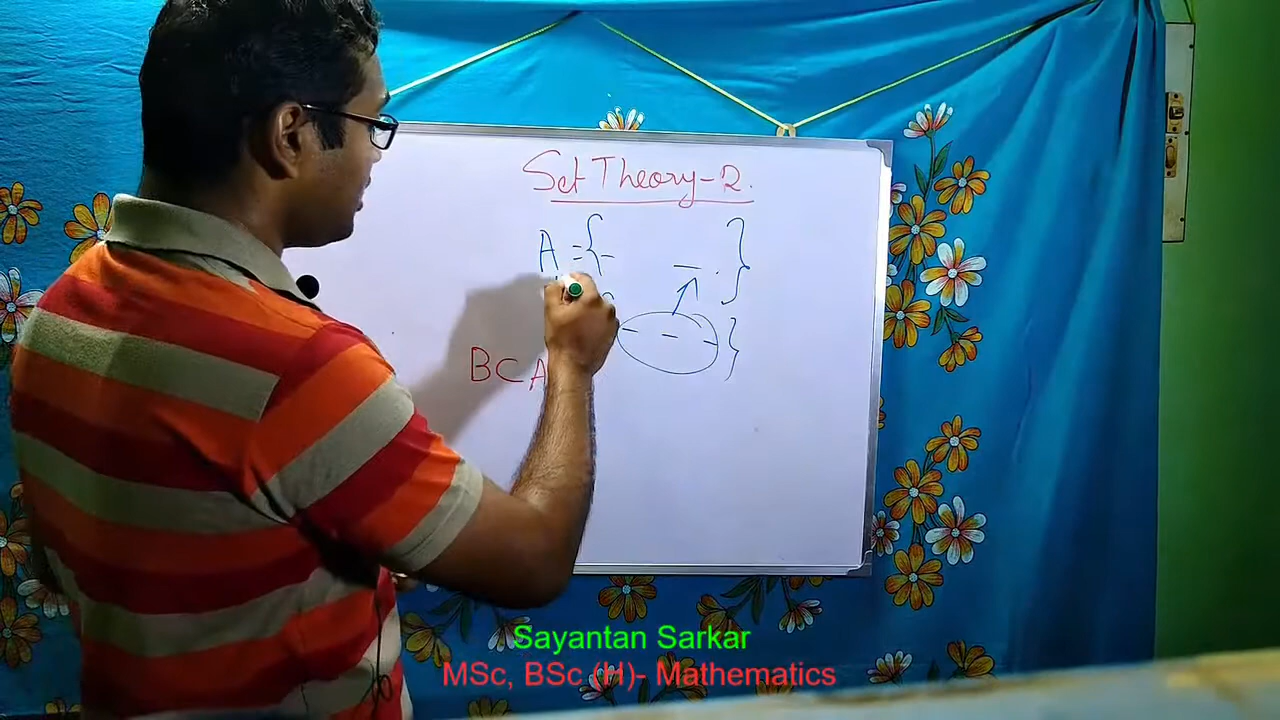 Set Theory-2.
A = { - - . }
- - - }
BCA
Sayantan Sarkar
MSc, BSc (H)- Mathematics